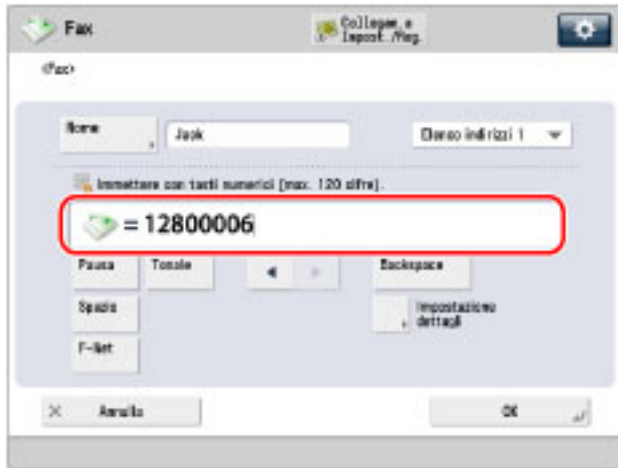 Fax
Collegam. e
Impost./Reg.
<Fax>
Nome
Jack
Elenco indirizzi 1
Immettere con tasti numerici [max. 120 cifre].
= 12800006
Pausa
Tonale
Backspace
Spazio
Impostazione
dettagli
F-Net
× Annulla
OK